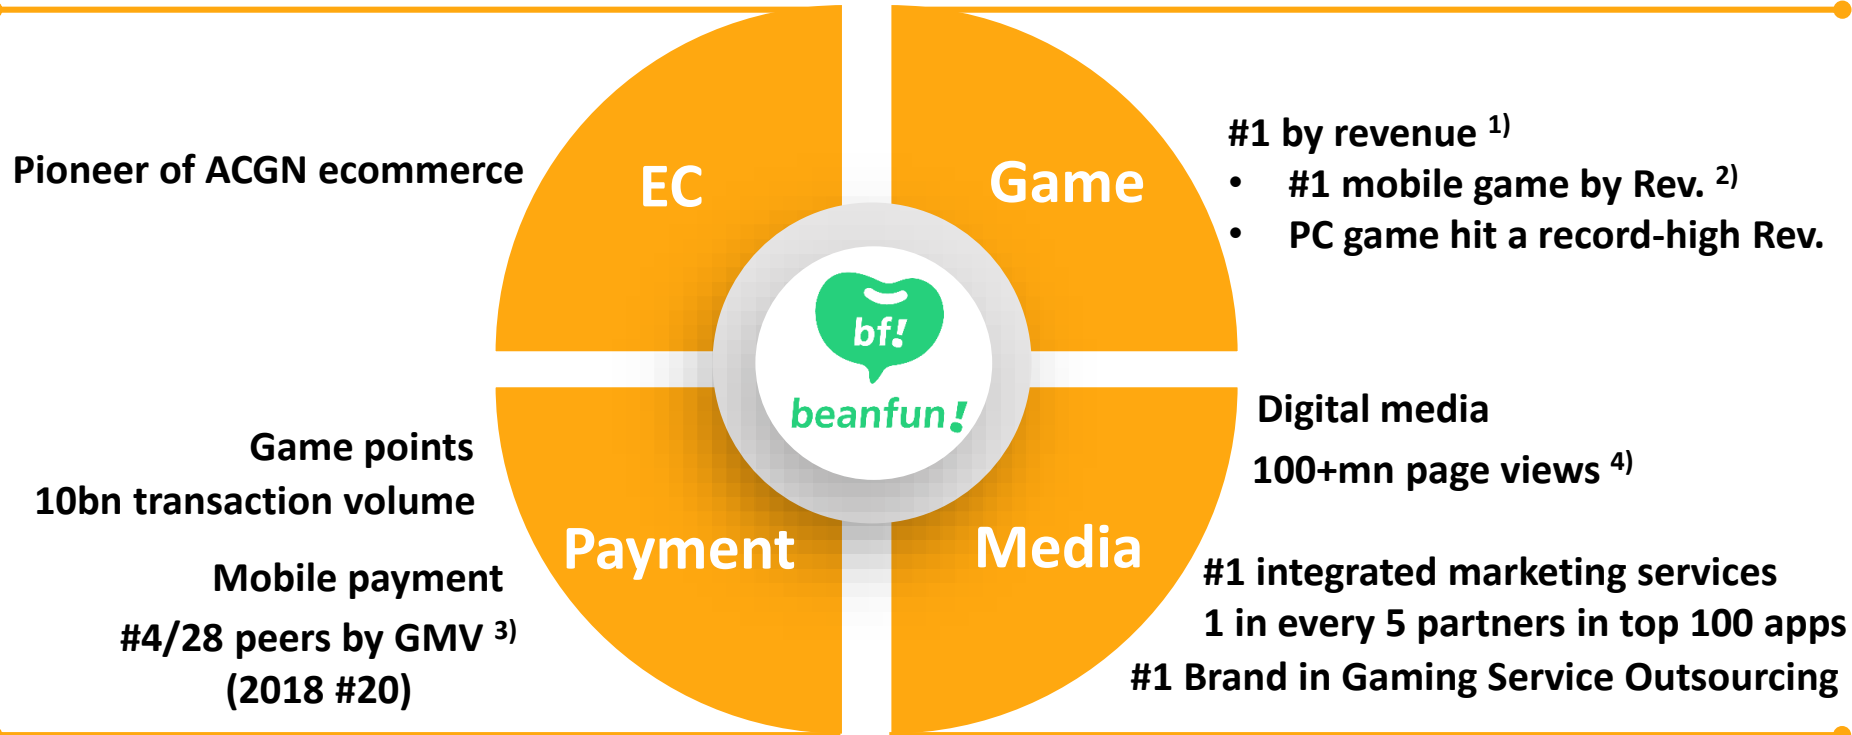 Pioneer of ACGN ecommerce
EC
Game
#1 by revenue 1)
• #1 mobile game by Rev. 2)
• PC game hit a record-high Rev.
bf!
beanfun!
Game points
10bn transaction volume
Mobile payment
#4/28 peers by GMV 3)
(2018 #20)
Payment
Media
Digital media
100+mn page views 4)
#1 integrated marketing services
1 in every 5 partners in top 100 apps
#1 Brand in Gaming Service Outsourcing